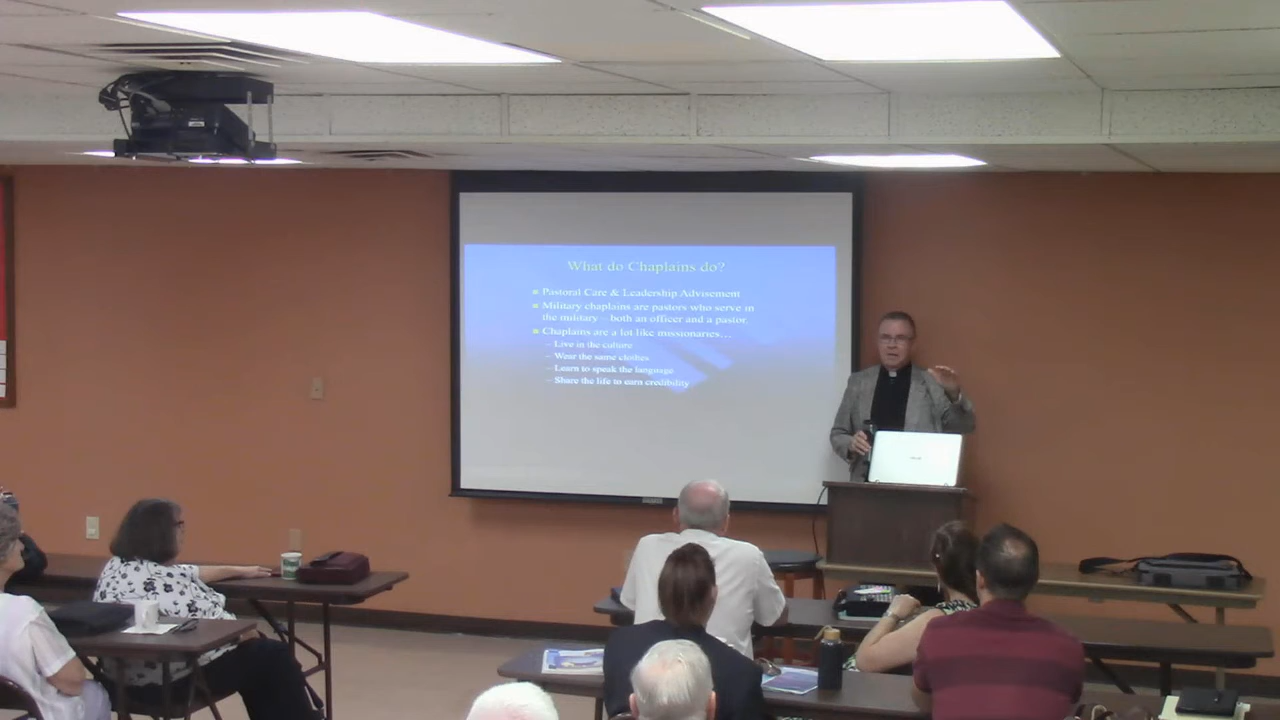 What do Chaplains do?
Pastoral Care & Leadership Advisement
Military chaplains are pastors who serve in
the military – both an officer and a pastor.
Chaplains are a lot like missionaries…
– Live in the culture
– Wear the same clothes
– Learn to speak the language
– Share the life to earn credibility